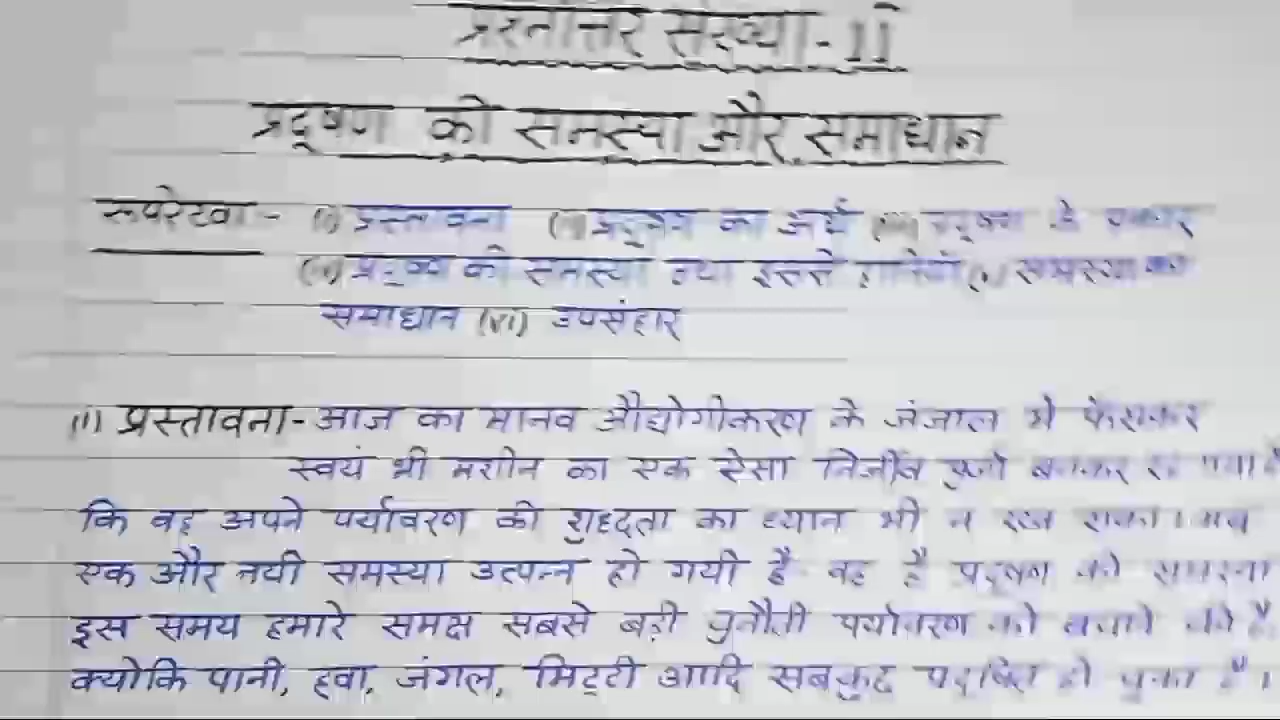 प्रश्नोत्तर संख्या - 11
प्रदूषण की समस्या और समाधान
रूपरेखा - (i) प्रस्तावना (ii) प्रदूषण का अर्थ (iii) प्रदूषण के प्रकार
(iv) प्रदूषण की समस्या तथा इससे हानियाँ (v) समस्या का
समाधान (vi) उपसंहार
(i) प्रस्तावना - आज का मानव औद्योगीकरण के जंजाल मे फंसकर
स्वयं भी मशीन का एक ऐसा निर्जीव पुर्जा बनकर रह गया है
कि वह अपने पर्यावरण की शुद्दता का ध्यान भी न रख सका। अब
एक और नयी समस्या उत्पन्न हो गयी है वह है प्रदूषण की समस्या
इस समय हमारे समक्ष सबसे बड़ी चुनौती पर्यावरण को बचाने की है
क्योकि पानी, हवा, जंगल, मिट्टी आदि सबकुछ प्रदूषित हो चुका है।